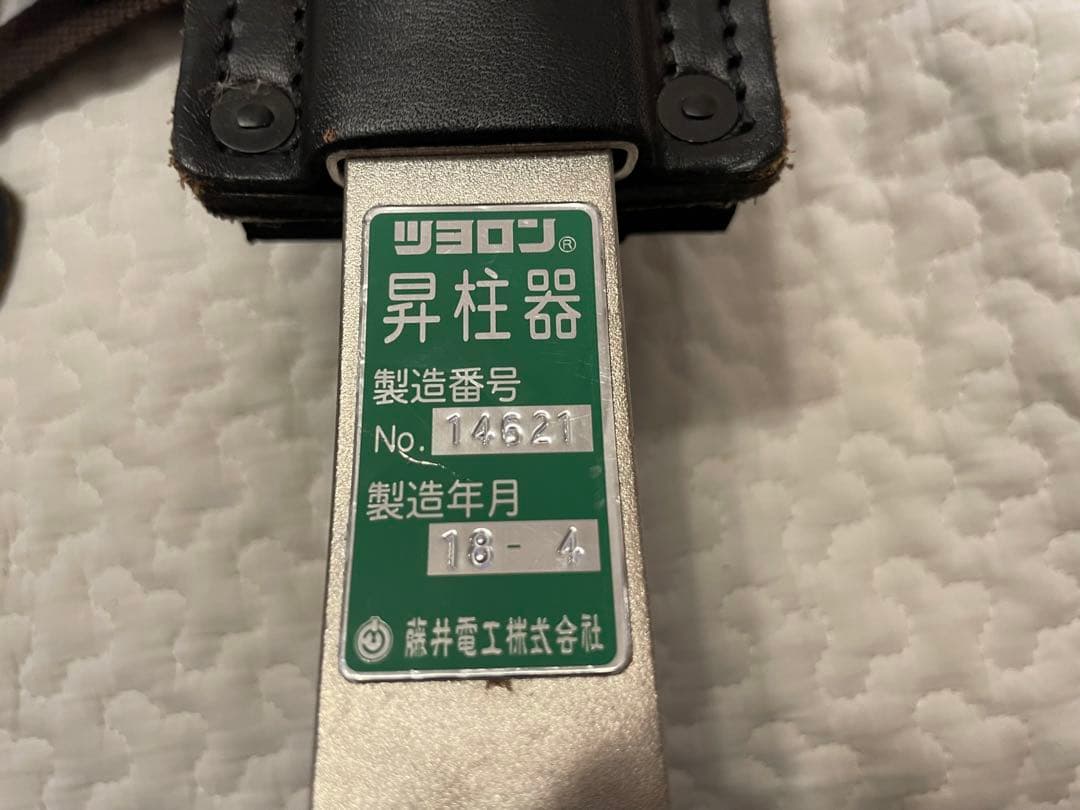 ツヨロン®
昇柱器
製造番号
No. 14621
製造年月
18 - 4
藤井電工株式会社